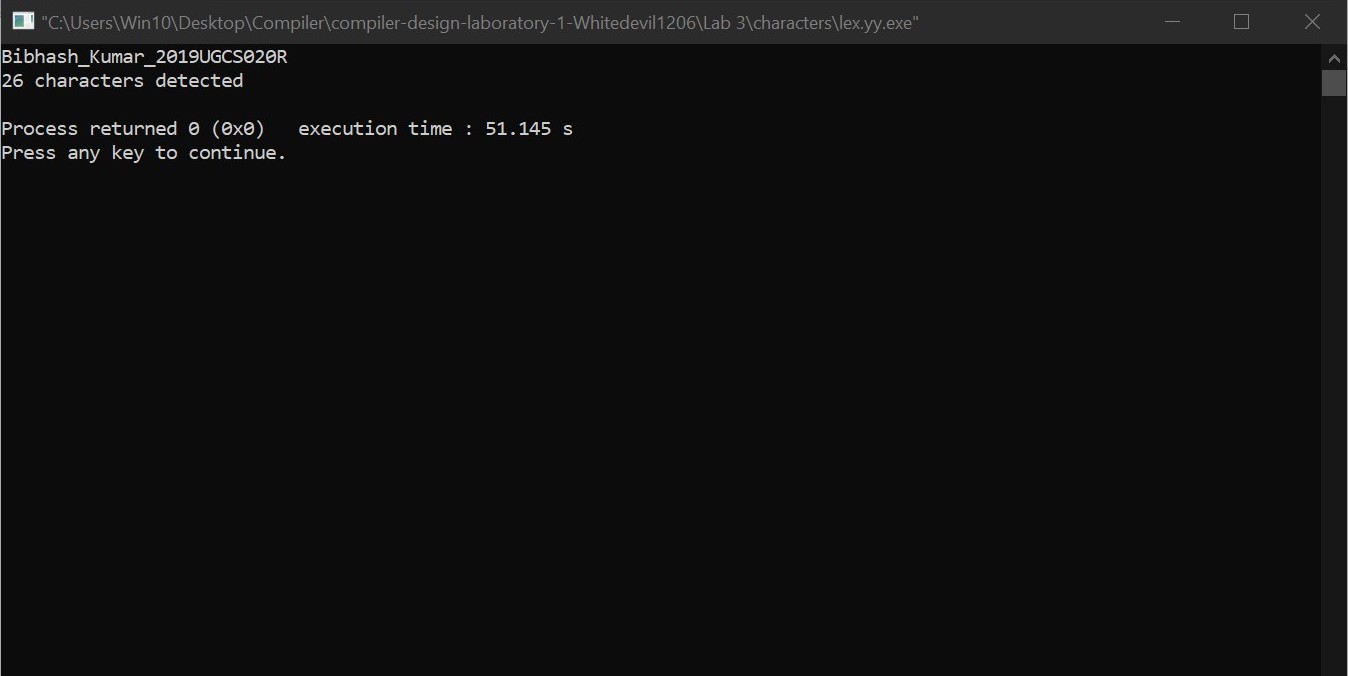 "C:\Users\Win10\Desktop\Compiler\compiler-design-laboratory-1-Whitedevil1206\Lab 3\characters\lex.yy.exe"
Bibhash_Kumar_2019UGCS020R
26 characters detected
Process returned 0 (0x0)   execution time : 51.145 s
Press any key to continue.